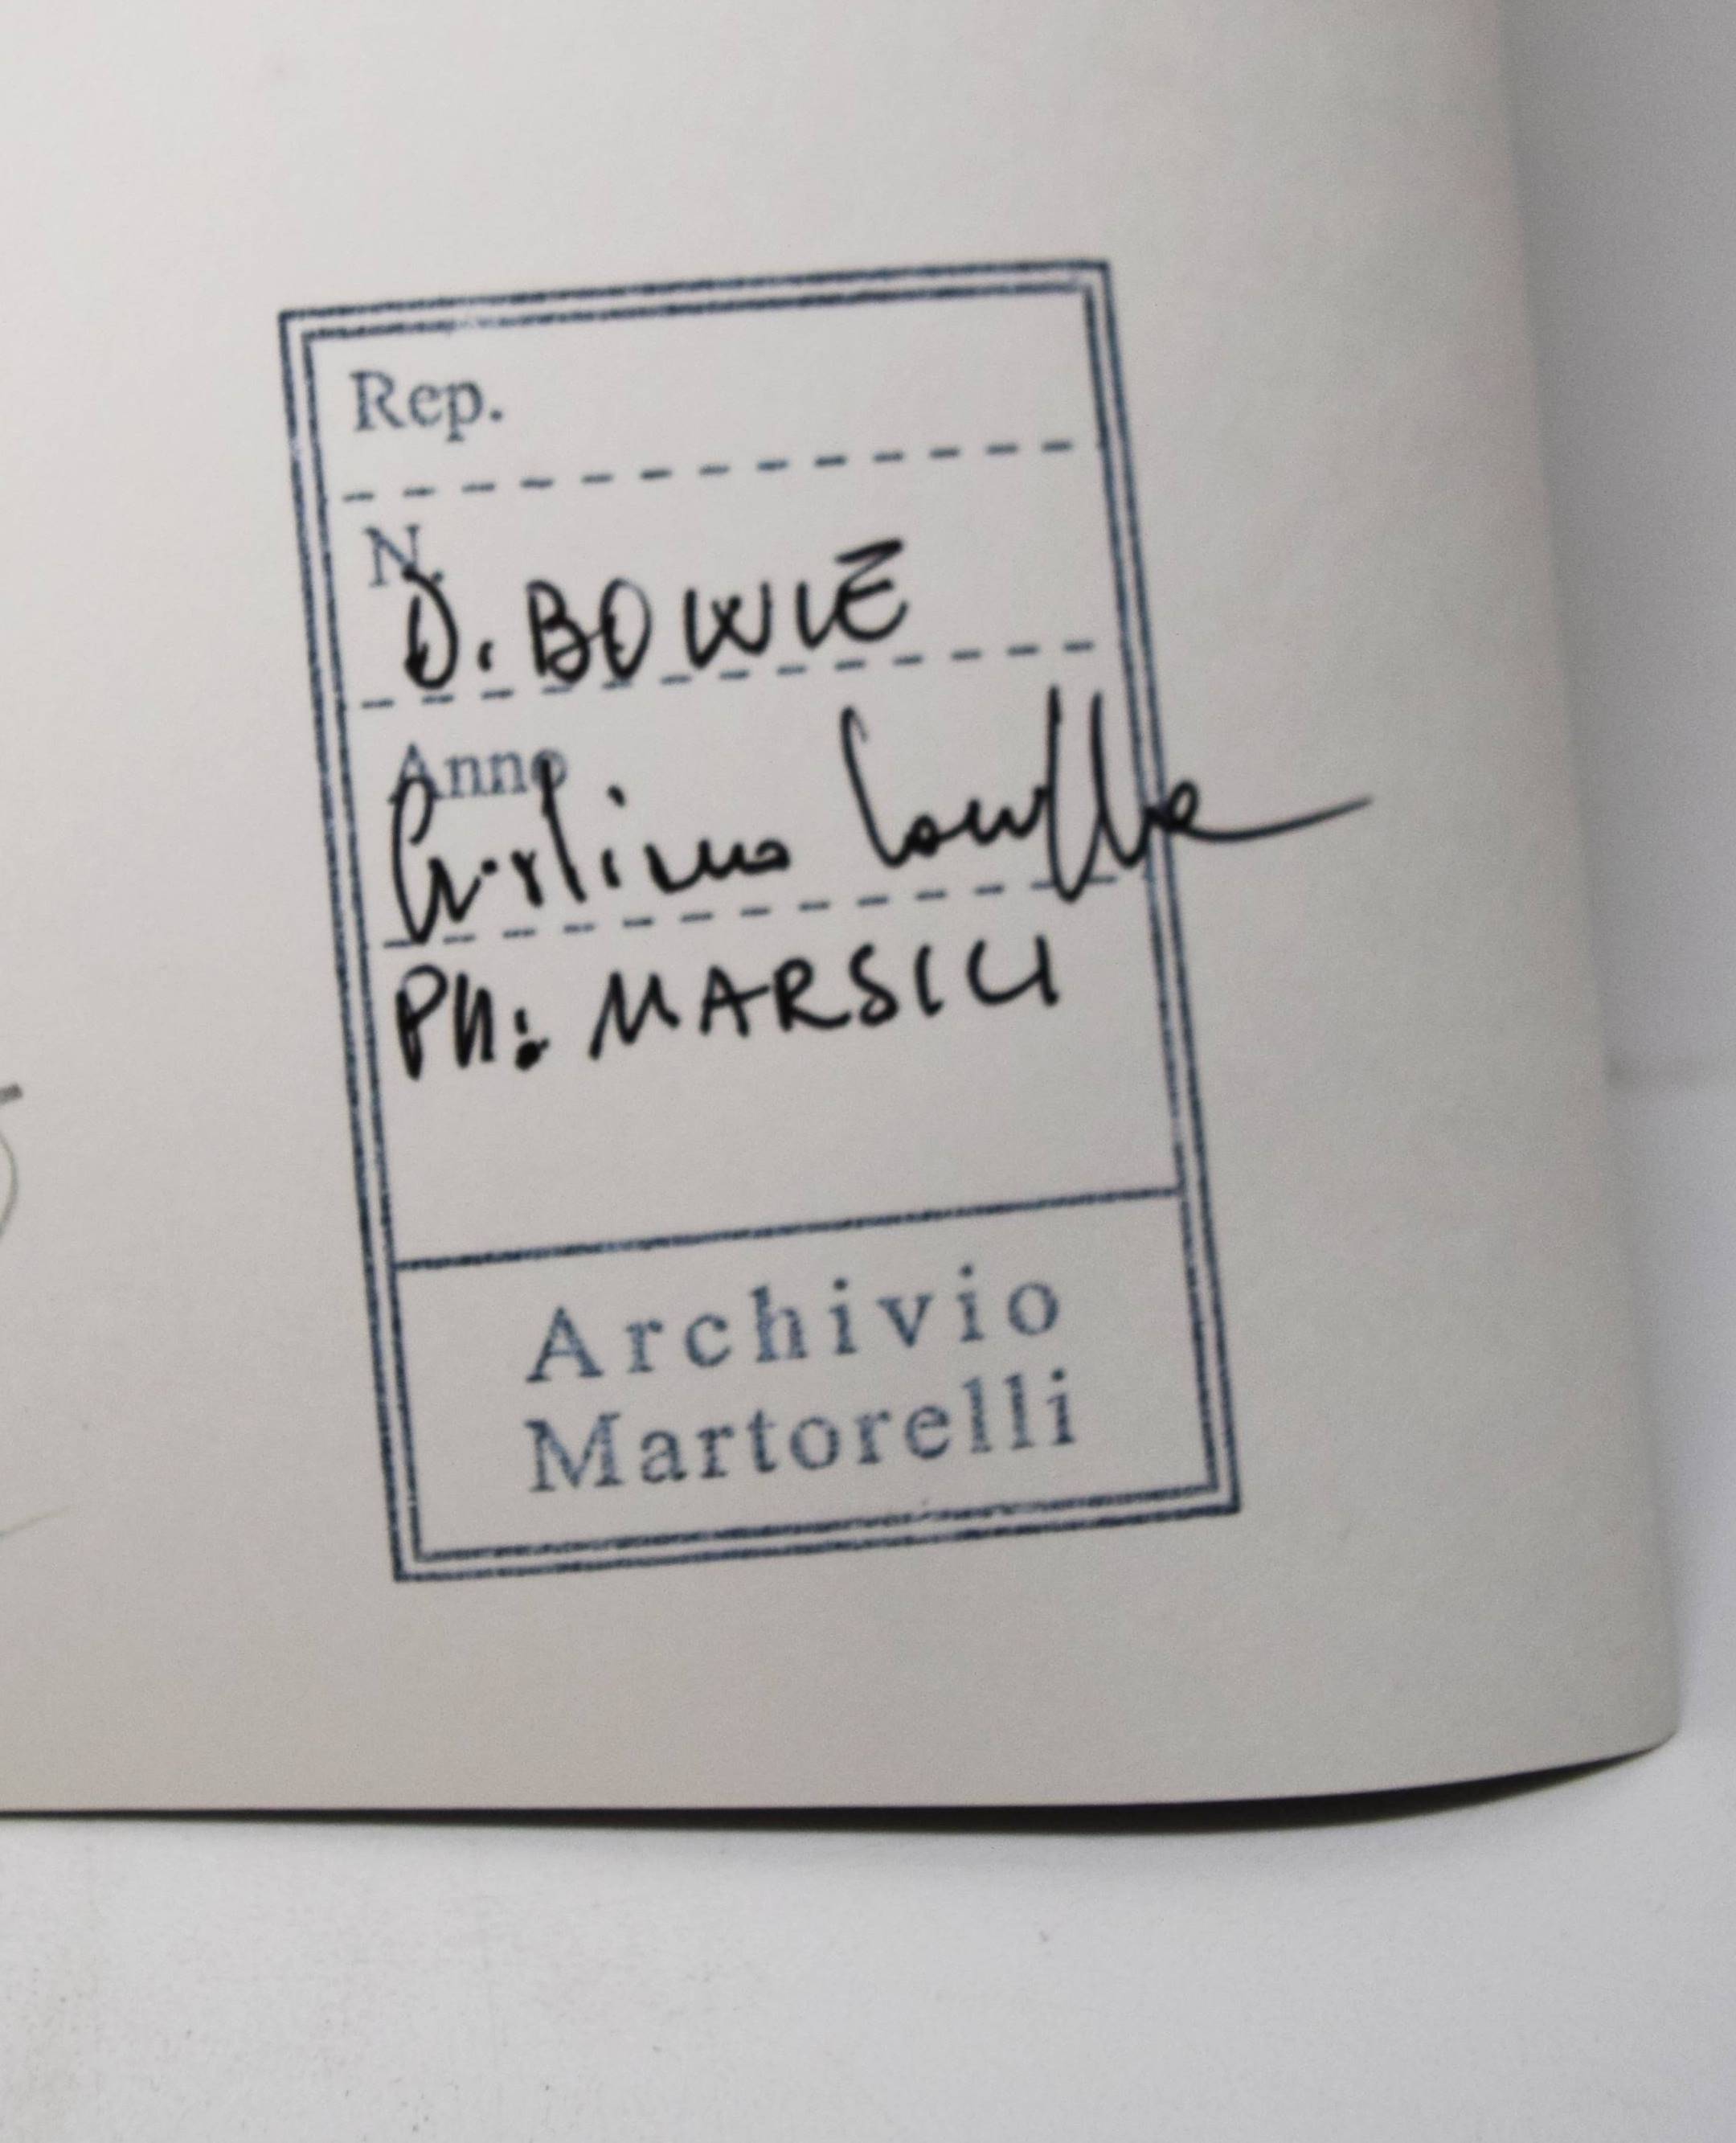 Rep.
N.
D. BOWIE
Anno
PH: MARSILI
Archivio
Martorelli